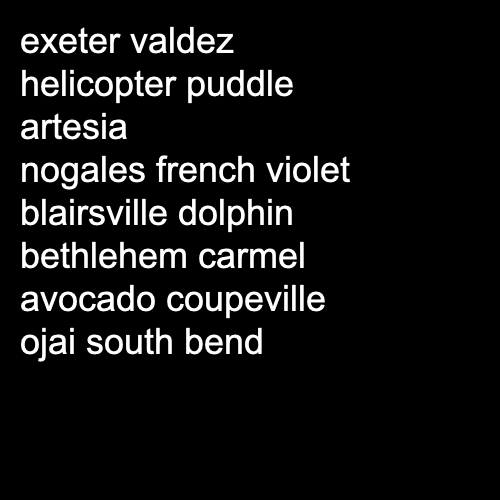 exeter valdez
helicopter puddle
artesia
nogales french violet
blairsville dolphin
bethlehem carmel
avocado coupeville
ojai south bend